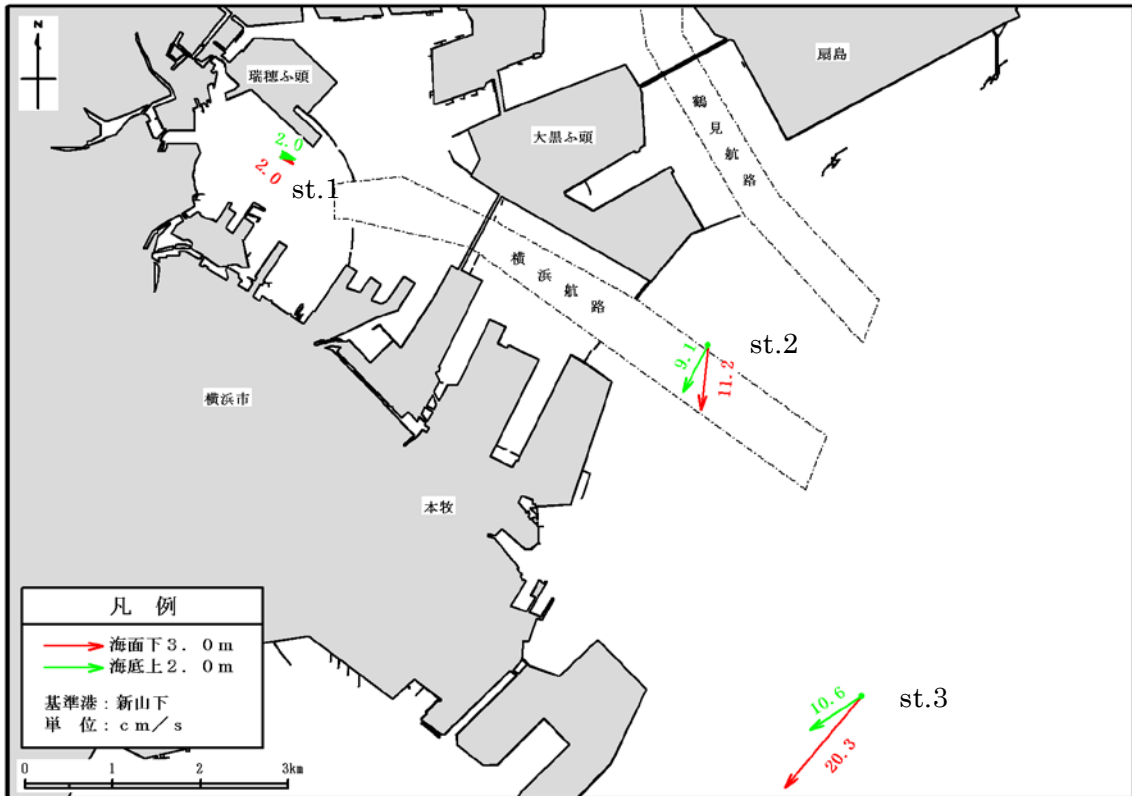 N
扇島
瑞穂ふ頭
鶴見航路
大黒ふ頭
2.0
2.0
st.1
横浜航路
st.2
9.1
11.2
横浜市
本牧
凡 例
海面下3.0m
海底上2.0m
基準港:新山下
単 位:cm/s
st.3
10.6
20.3
0 1 2 3km